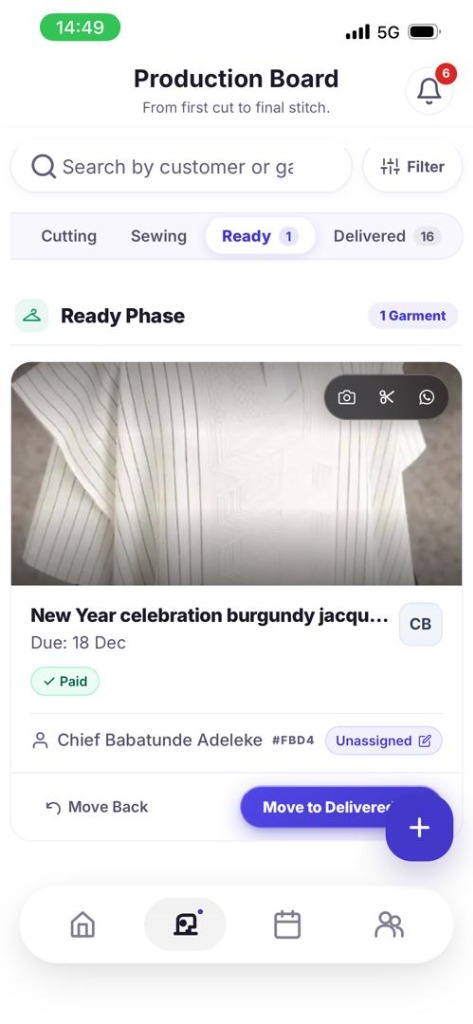 14:49
5G
Production Board
From first cut to final stitch.
6
Search by customer or ga
Filter
Cutting Sewing Ready 1 Delivered 16
Ready Phase
1 Garment
New Year celebration burgundy jacqu...
CB
Due: 18 Dec
Paid
Chief Babatunde Adeleke #FBD4 Unassigned
Move Back
Move to Delivered